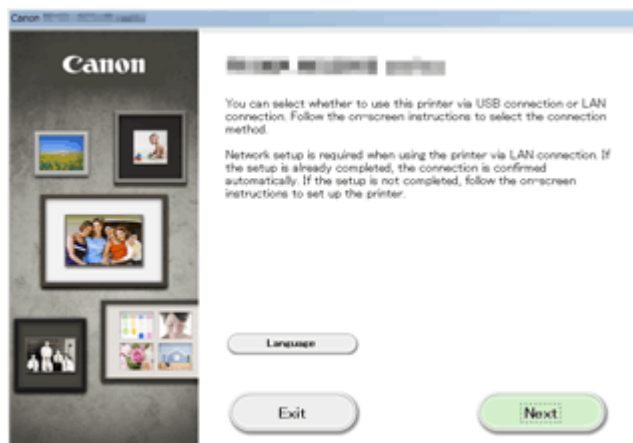 Canon
Canon
You can select whether to use this printer via USB connection or LAN
connection. Follow the on-screen instructions to select the connection
method.
Network setup is required when using the printer via LAN connection. If
the setup is already completed, the connection is confirmed
automatically. If the setup is not completed, follow the on-screen
instructions to set up the printer.
Language
Exit
Next